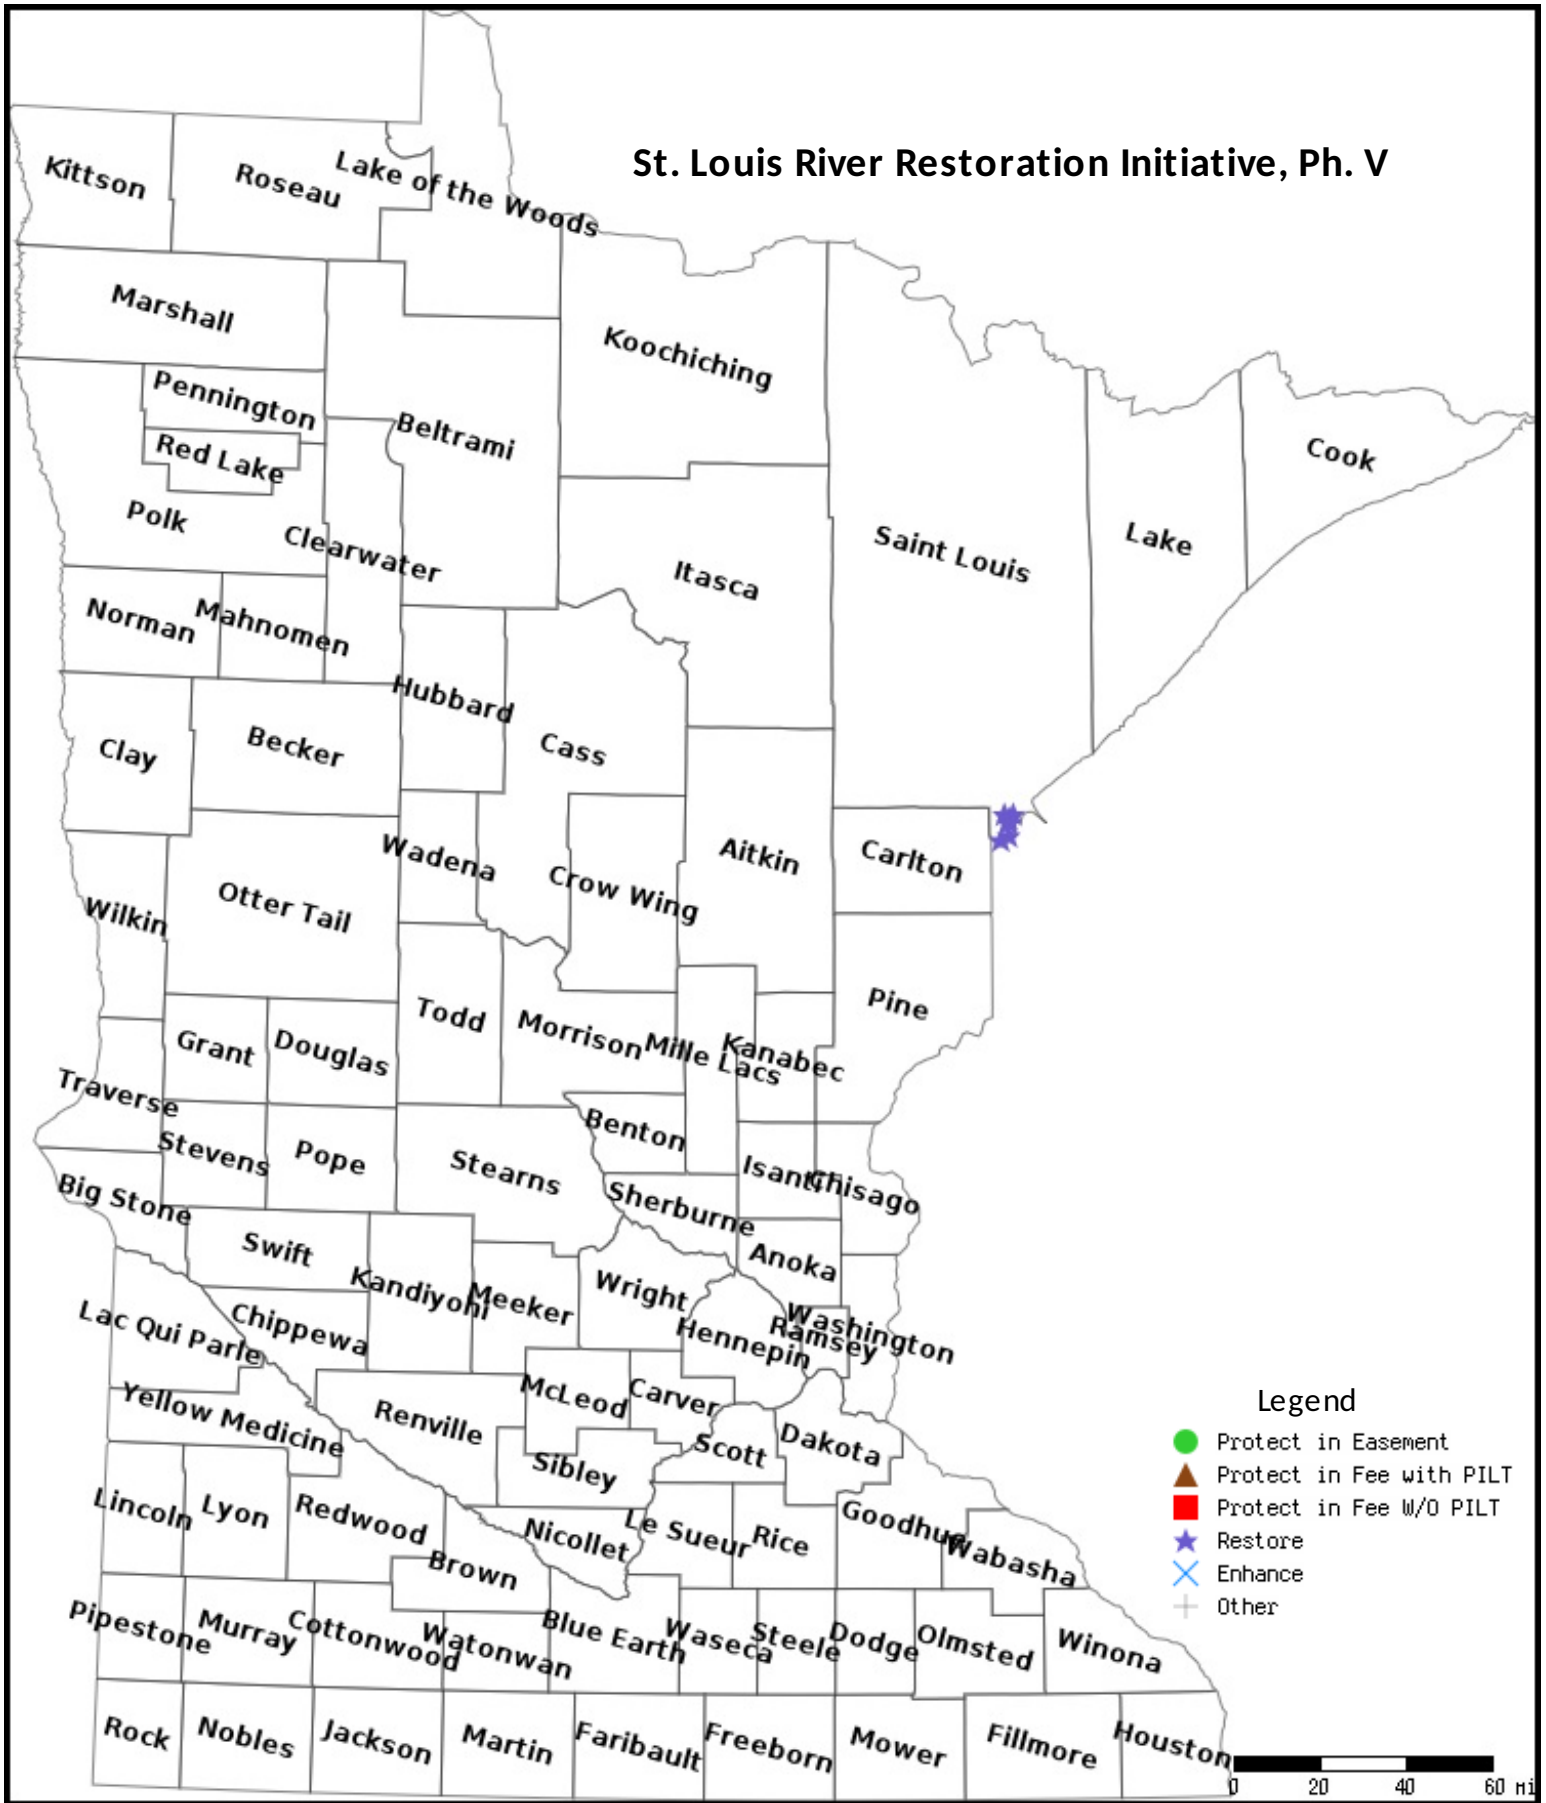 St. Louis River Restoration Initiative, Ph. V
Kittson
Roseau
Lake of the Woods
Marshall
Koochiching
Pennington
Beltrami
Red Lake
Cook
Polk
Clearwater
Saint Louis
Lake
Itasca
Norman
Mahnomen
Hubbard
Clay
Becker
Cass
Wadena
Aitkin
Carlton
Crow Wing
Otter Tail
Wilkin
Todd
Pine
Morrison
Mille Lacs
Kanabec
Grant
Douglas
Traverse
Benton
Stevens
Pope
Stearns
Isanti
Chisago
Big Stone
Sherburne
Swift
Anoka
Kandiyohi
Meeker
Wright
Lac Qui Parle
Chippewa
Hennepin
Ramsey
Washington
Yellow Medicine
Renville
McLeod
Carver
Scott
Dakota
Sibley
Lincoln
Lyon
Redwood
Nicollet
Le Sueur
Rice
Goodhue
Wabasha
Brown
Pipestone
Murray
Cottonwood
Watonwan
Blue Earth
Waseca
Steele
Dodge
Olmsted
Winona
Rock
Nobles
Jackson
Martin
Faribault
Freeborn
Mower
Fillmore
Houston
Legend
Protect in Easement
Protect in Fee with PILT
Protect in Fee W/O PILT
Restore
Enhance
Other
0 20 40 60 mi